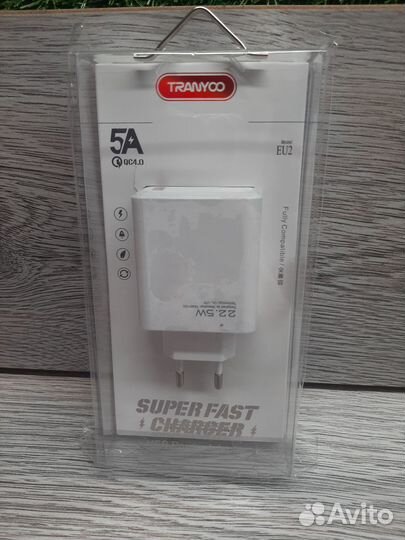 TRANYOO
5A
QC4.0
Model
EU2
Fully Compatible /
22.5W
SUPER FAST
CHARGER
Avito